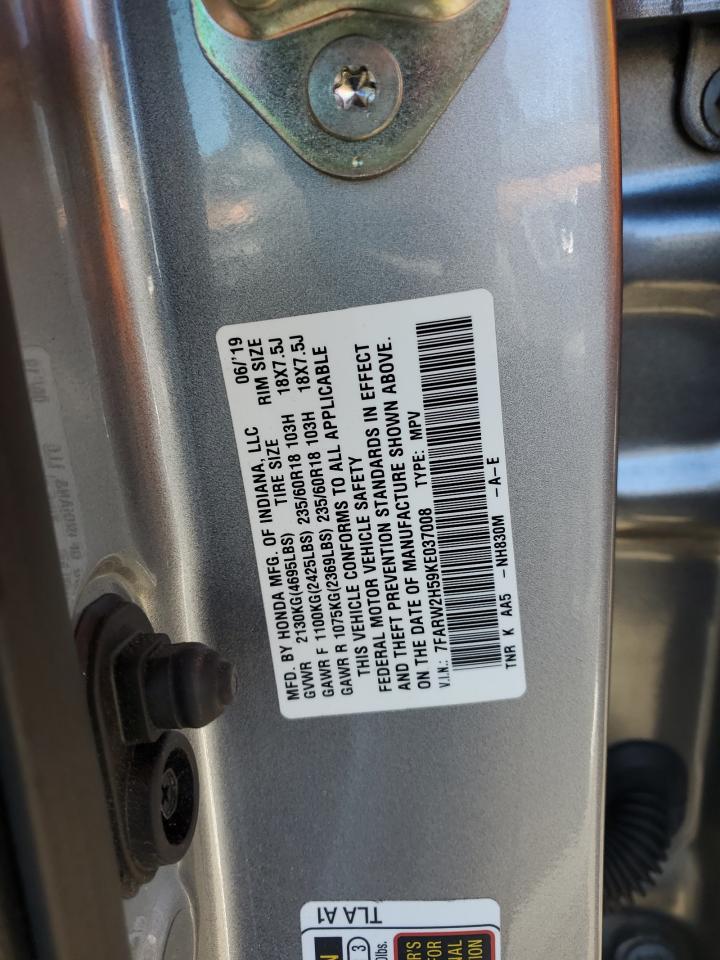 MFD. BY HONDA MFG. OF INDIANA, LLC 06/'19
GVWR 2130KG(4695LBS) TIRE SIZE RIM SIZE
GAWR F 1100KG(2425LBS) 235/60R18 103H 18X7.5J
GAWR R 1075KG(2369LBS) 235/60R18 103H 18X7.5J
THIS VEHICLE CONFORMS TO ALL APPLICABLE
FEDERAL MOTOR VEHICLE SAFETY
AND THEFT PREVENTION STANDARDS IN EFFECT
ON THE DATE OF MANUFACTURE SHOWN ABOVE.
V.I.N.: 7FARW2H59KE037008 TYPE: MPV
TNR K AA5 -NH830M -A-E
TLA A1
3
lbs.
R'S
FOR